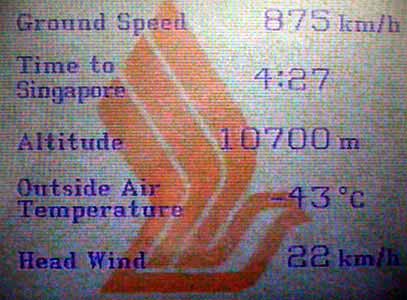 Ground Speed 875 km/h
Time to
Singapore 4:27
Altitude 10700 m
Outside Air
Temperature -43°C
Head Wind 22 km/h